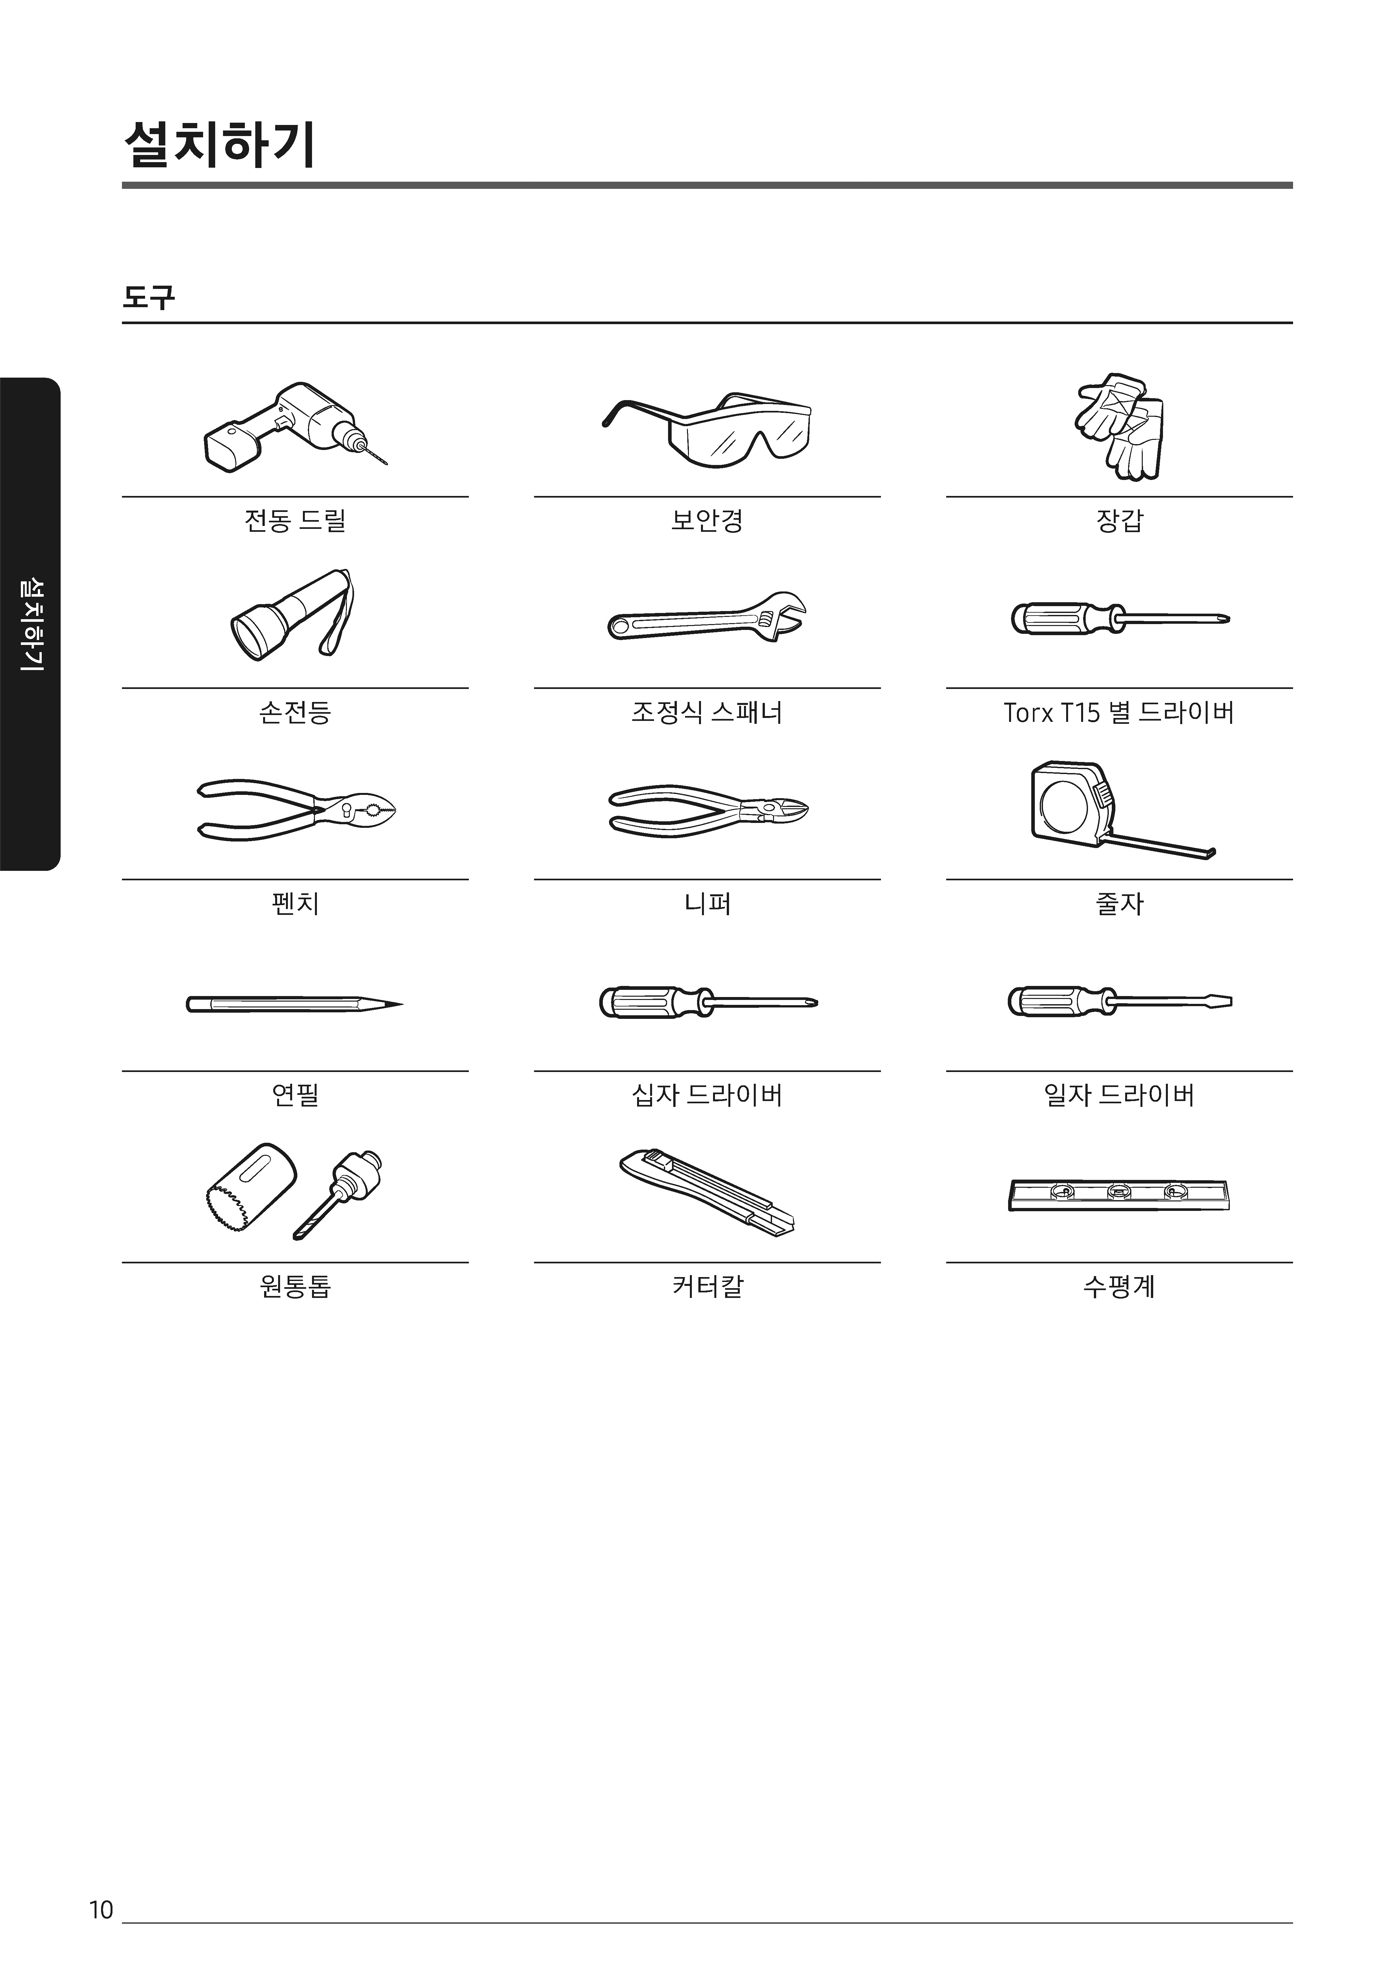 설치하기
도구
전동 드릴
보안경
장갑
손전등
조정식 스패너
Torx T15 별 드라이버
펜치
니퍼
줄자
연필
십자 드라이버
일자 드라이버
원통톱
커터칼
수평계
설치하기
10